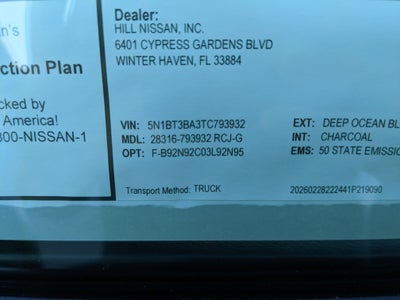 n's
ction Plan
cked by
America!
800-NISSAN-1
Dealer:
HILL NISSAN, INC.
6401 CYPRESS GARDENS BLVD
WINTER HAVEN, FL 33884
VIN: 5N1BT3BA3TC793932
MDL: 28316-793932 RCJ-G
OPT: F-B92N92C03L92N95
EXT: DEEP OCEAN BL
INT: CHARCOAL
EMS: 50 STATE EMISSIO
Transport Method: TRUCK
20260228222441P219090